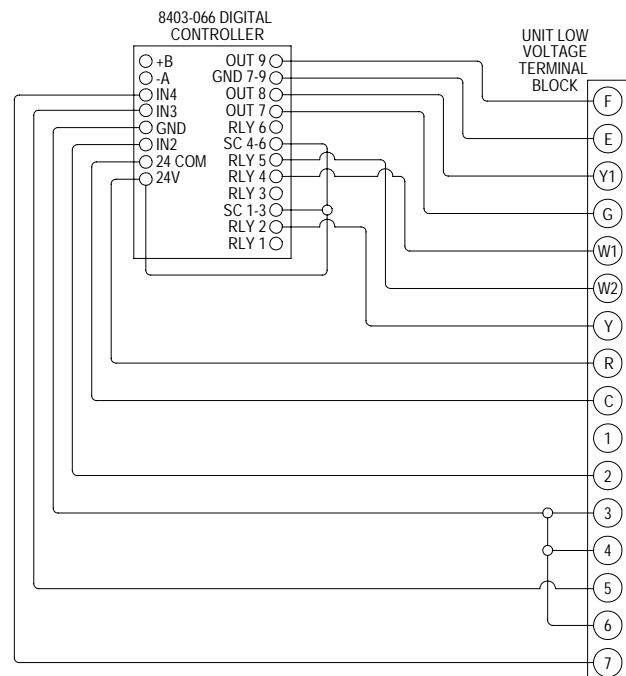 8403-066 DIGITAL
CONTROLLER
+B
-A
IN4
IN3
GND
IN2
24 COM
24V
OUT 9
GND 7-9
OUT 8
OUT 7
RLY 6
SC 4-6
RLY 5
RLY 4
RLY 3
SC 1-3
RLY 2
RLY 1
UNIT LOW
VOLTAGE
TERMINAL
BLOCK
F
E
Y1
G
W1
W2
Y
R
C
1
2
3
4
5
6
7